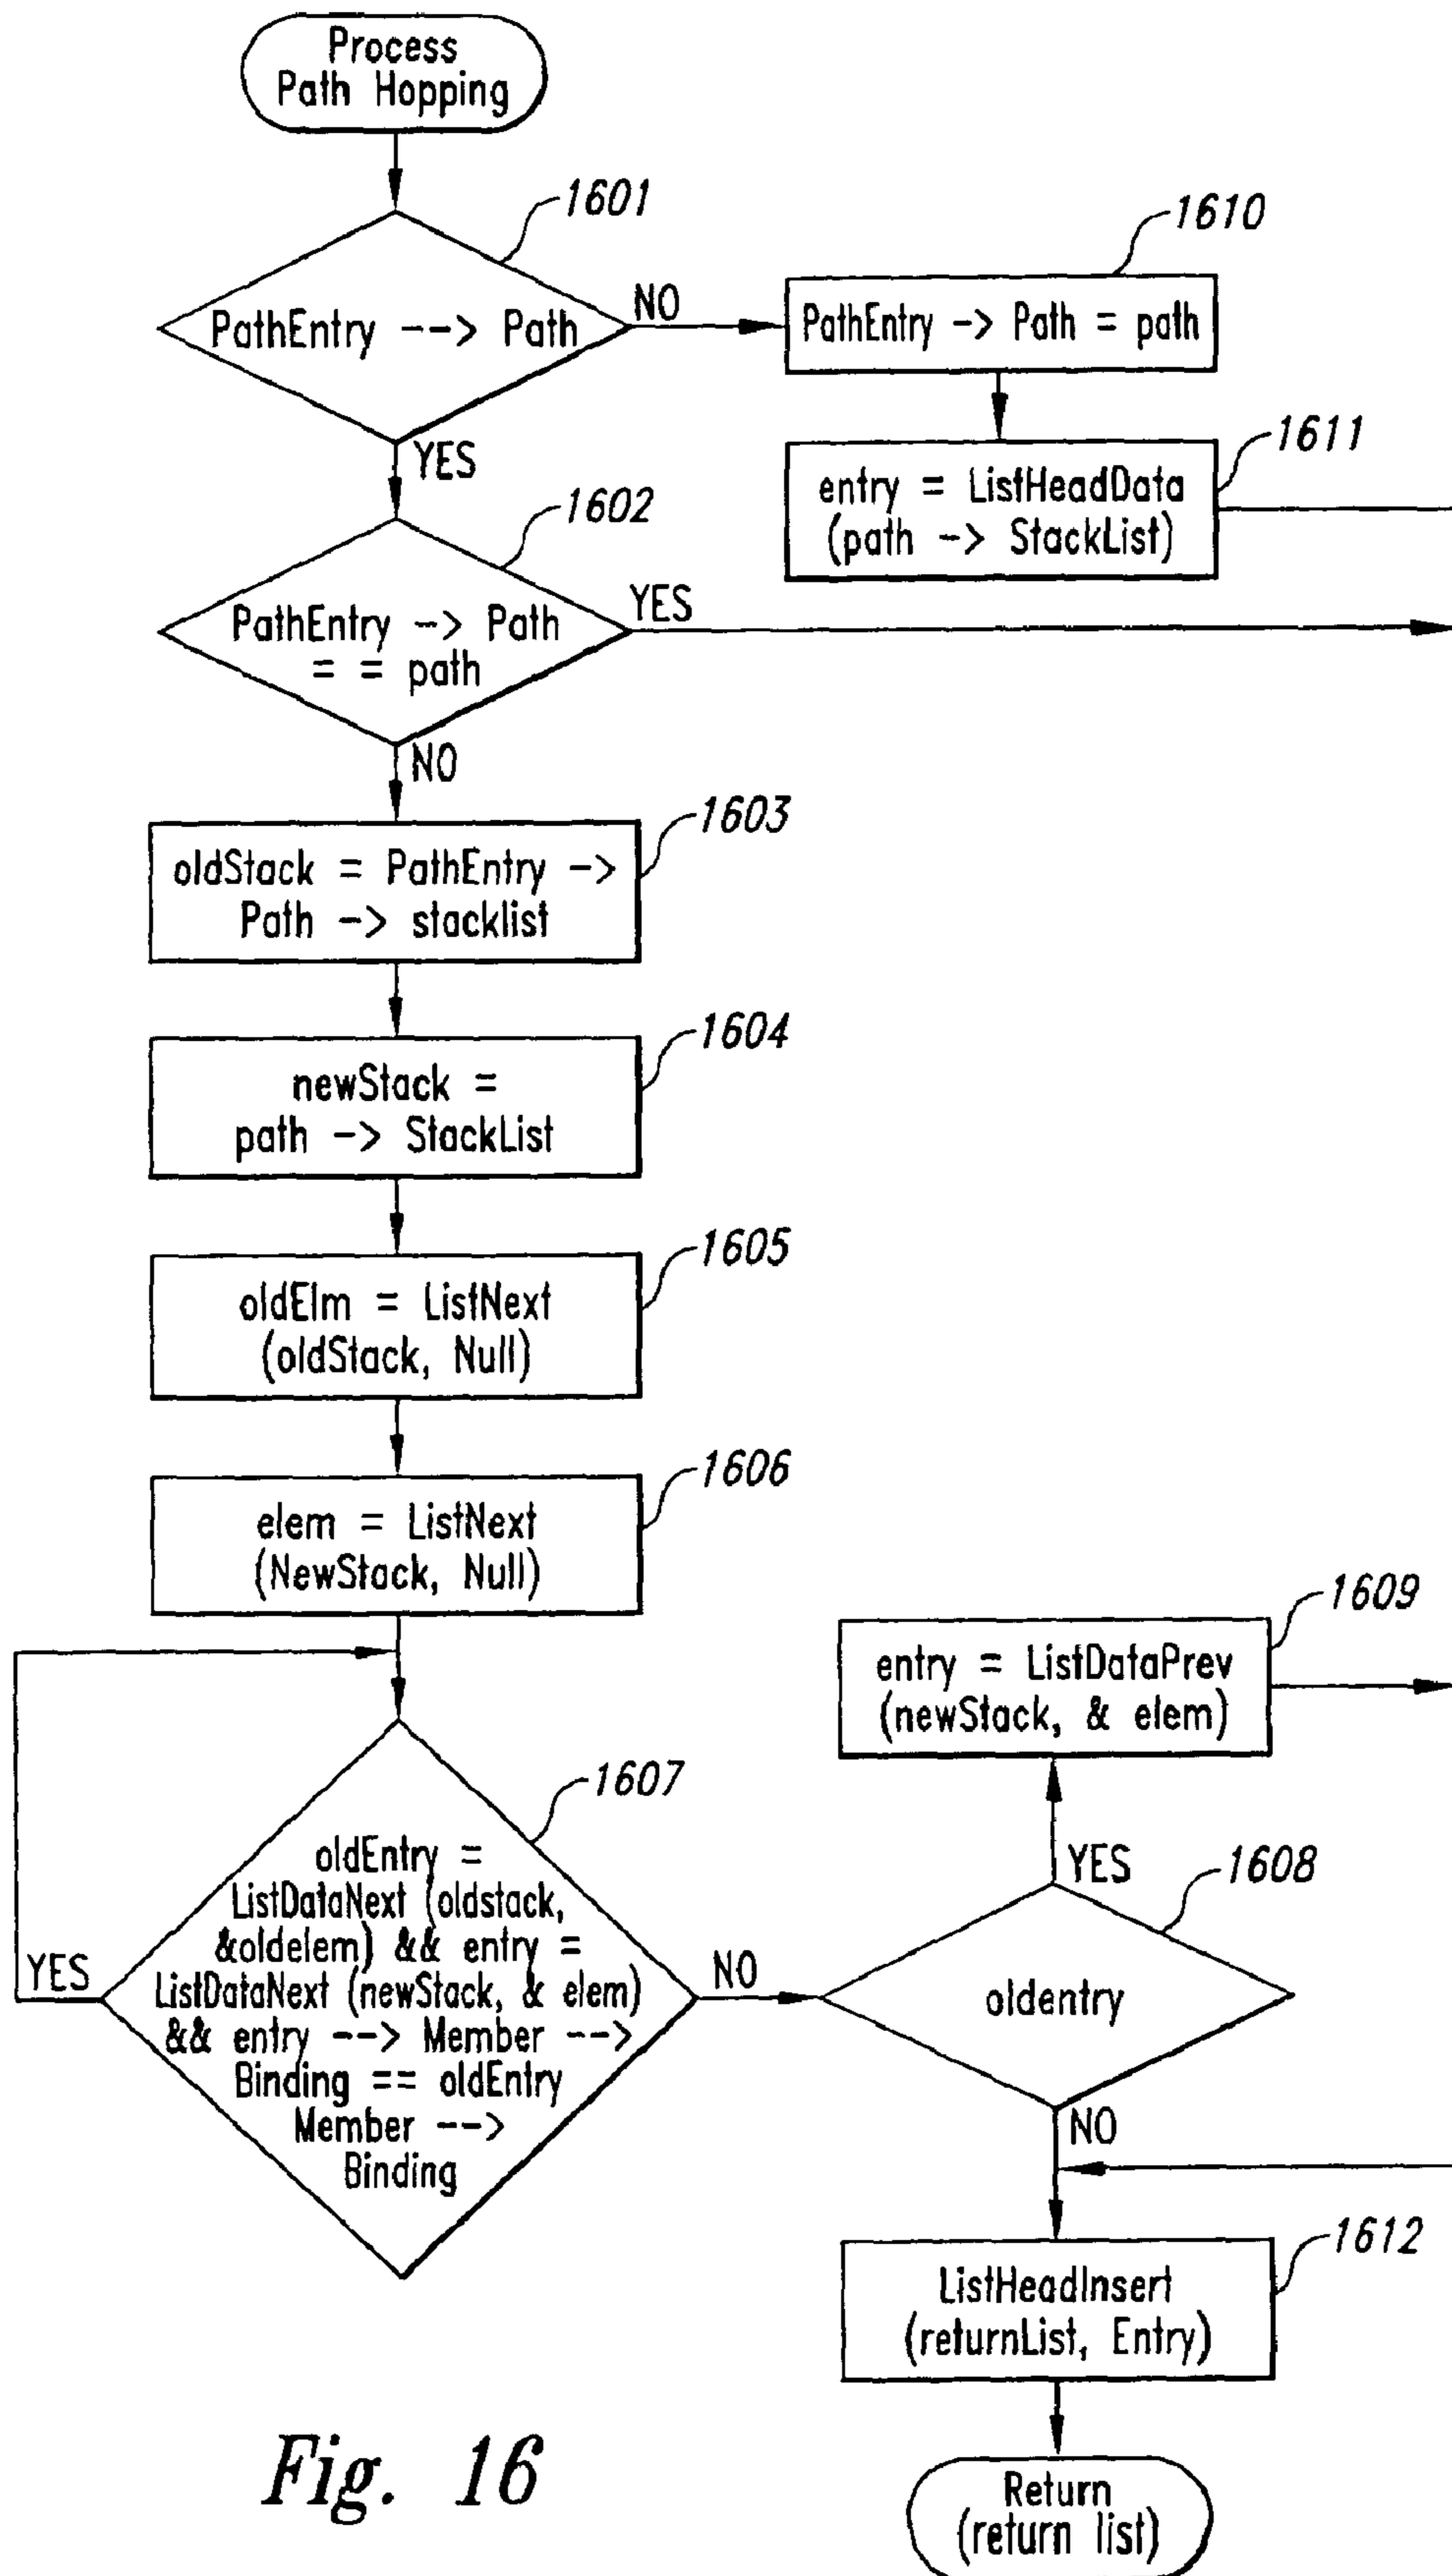 Process
Path Hopping
1601
PathEntry --> Path
NO
YES
1610
PathEntry -> Path = path
1611
entry = ListHeadData
(path -> StackList)
1602
PathEntry -> Path
= = path
YES
NO
1603
oldStack = PathEntry ->
Path -> stacklist
1604
newStack =
path -> StackList
1605
oldElm = ListNext
(oldStack, Null)
1606
elem = ListNext
(NewStack, Null)
1607
oldEntry =
ListDataNext (oldstack,
&oldelem) && entry =
ListDataNext (newStack, & elem)
&& entry --> Member -->
Binding == oldEntry
Member -->
Binding
YES
NO
1609
entry = ListDataPrev
(newStack, & elem)
YES
1608
oldentry
NO
1612
ListHeadInsert
(returnList, Entry)
Return
(return list)
Fig. 16